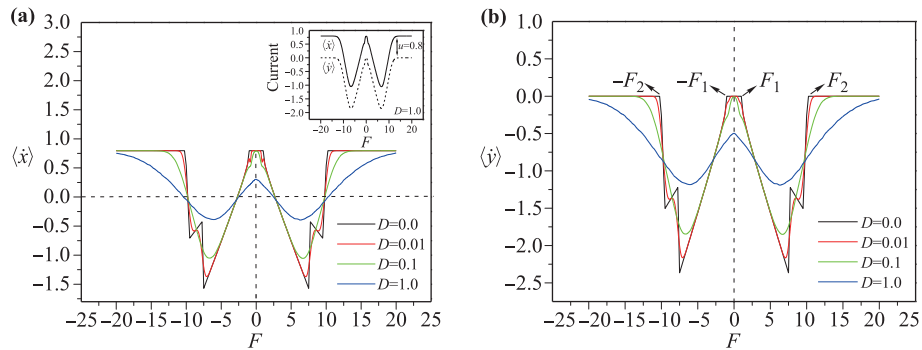 (a)
3.0
2.5
2.0
1.5
1.0
0.5
0.0
−0.5
−1.0
−1.5
⟨ẋ⟩
−25 −20 −15 −10 −5 0 5 10 15 20 25
F
D=0.0
D=0.01
D=0.1
D=1.0
Current
1.0
0.5
0.0
−0.5
−1.0
−1.5
−2.0
⟨ẋ⟩
⟨ẏ⟩
u=0.8
D=1.0
−20 −10 0 10 20
F
(b)
1.0
0.5
0.0
−0.5
−1.0
−1.5
−2.0
−2.5
⟨ẏ⟩
−F₂ −F₁ F₁ F₂
D=0.0
D=0.01
D=0.1
D=1.0
−25 −20 −15 −10 −5 0 5 10 15 20 25
F